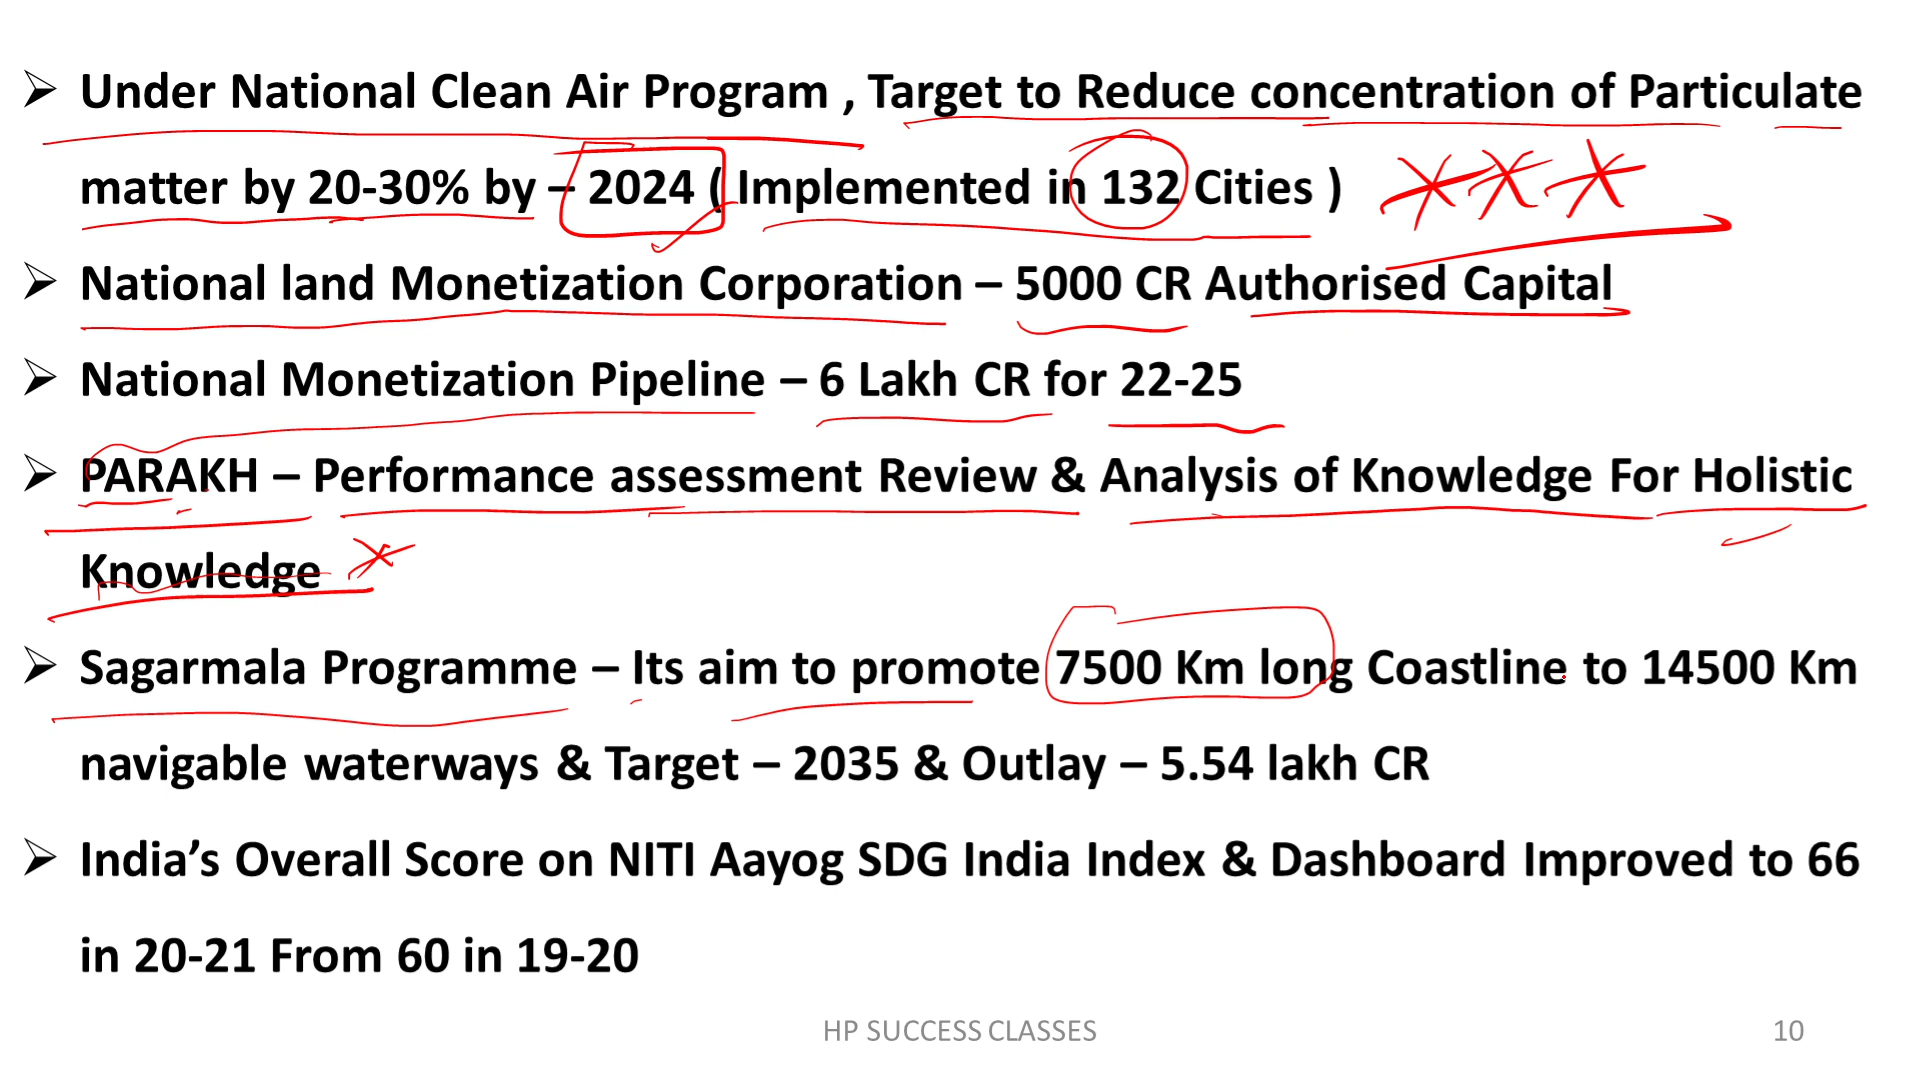 ➢ Under National Clean Air Program , Target to Reduce concentration of Particulate
matter by 20-30% by – 2024 ( Implemented in 132 Cities )
➢ National land Monetization Corporation – 5000 CR Authorised Capital
➢ National Monetization Pipeline – 6 Lakh CR for 22-25
➢ PARAKH – Performance assessment Review & Analysis of Knowledge For Holistic
Knowledge
➢ Sagarmala Programme – Its aim to promote 7500 Km long Coastline to 14500 Km
navigable waterways & Target – 2035 & Outlay – 5.54 lakh CR
➢ India’s Overall Score on NITI Aayog SDG India Index & Dashboard Improved to 66
in 20-21 From 60 in 19-20
HP SUCCESS CLASSES
10